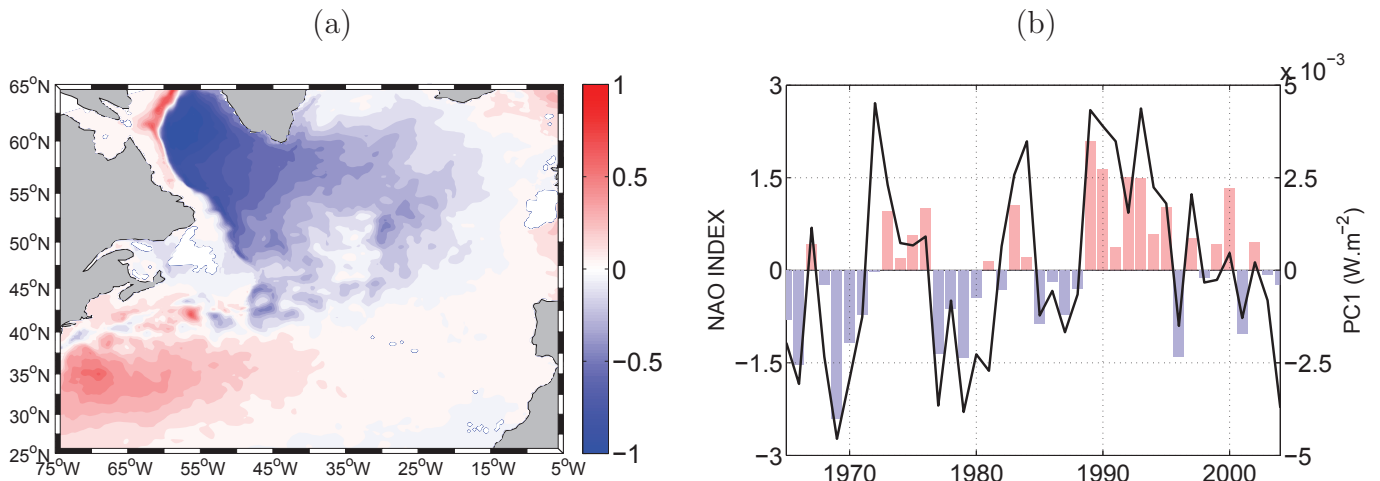 (a)
(b)
65°N
60°N
55°N
50°N
45°N
40°N
35°N
30°N
25°N
75°W 65°W 55°W 45°W 35°W 25°W 15°W 5°W
1
0.5
0
−0.5
−1
NAO INDEX
3
1.5
0
−1.5
−3
1970 1980 1990 2000
x 10⁻³
5
2.5
0
−2.5
−5
PC1 (W.m⁻²)